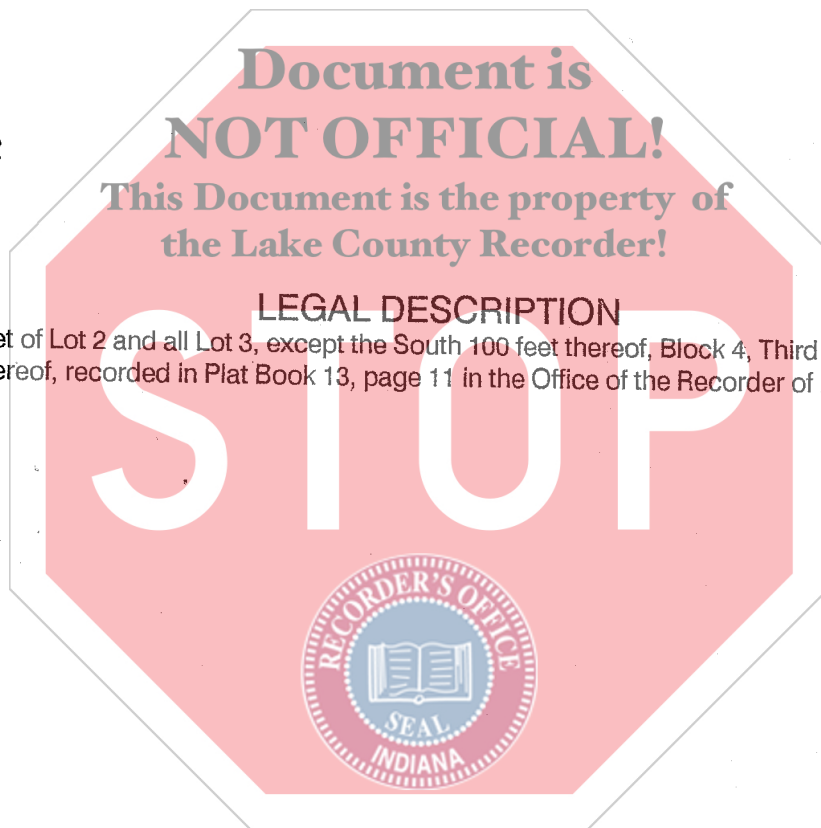 Document is
NOT OFFICIAL!
This Document is the property of
the Lake County Recorder!
LEGAL DESCRIPTION
et of Lot 2 and all Lot 3, except the South 100 feet thereof, Block 4, Third
ereof, recorded in Plat Book 13, page 11 in the Office of the Recorder of
STOP
RECORDER'S OFFICE
SEAL
INDIANA